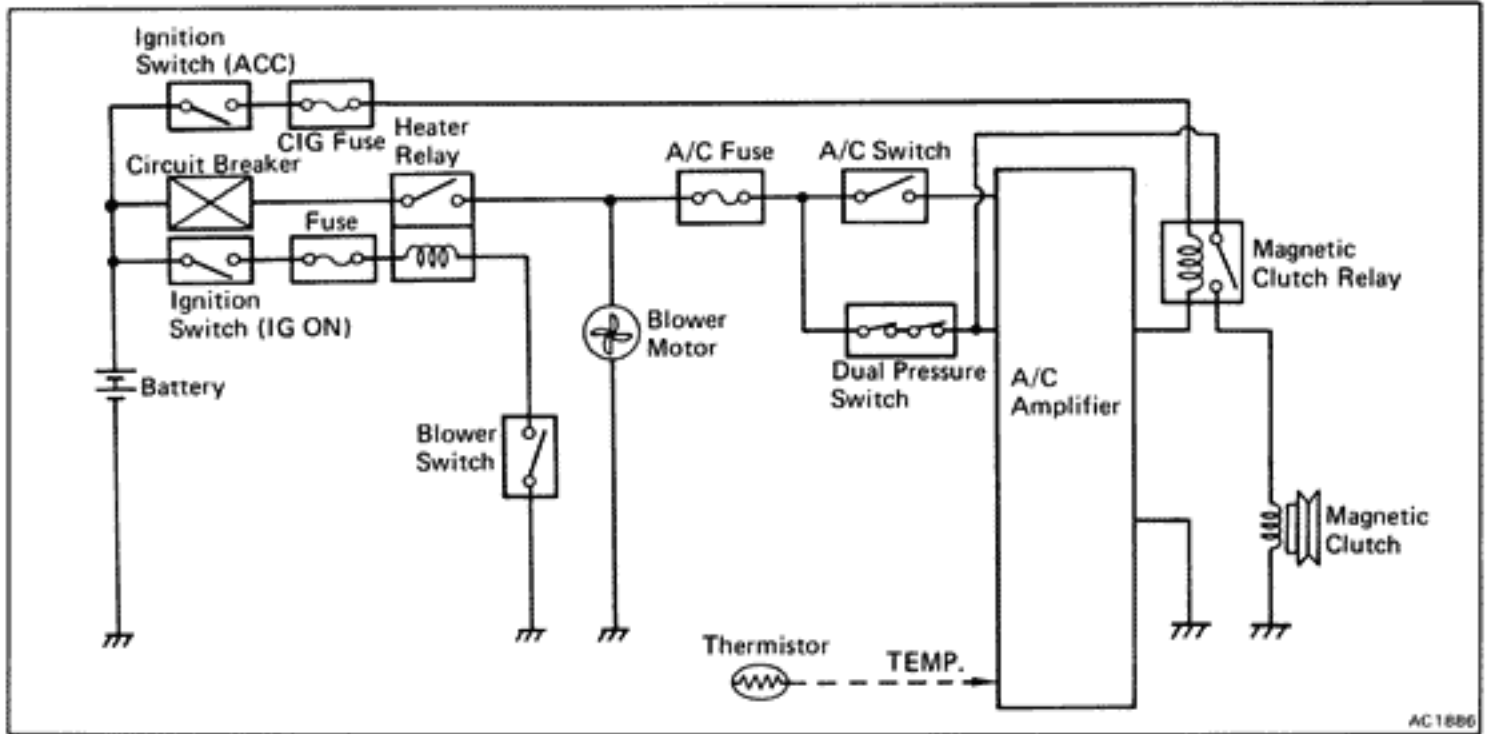 Ignition
Switch (ACC)
CIG Fuse
Heater
Relay
Circuit Breaker
Fuse
Ignition
Switch (IG ON)
Battery
Blower
Switch
Blower
Motor
A/C Fuse
A/C Switch
Dual Pressure
Switch
A/C
Amplifier
Magnetic
Clutch Relay
Magnetic
Clutch
Thermistor
TEMP.
AC1886